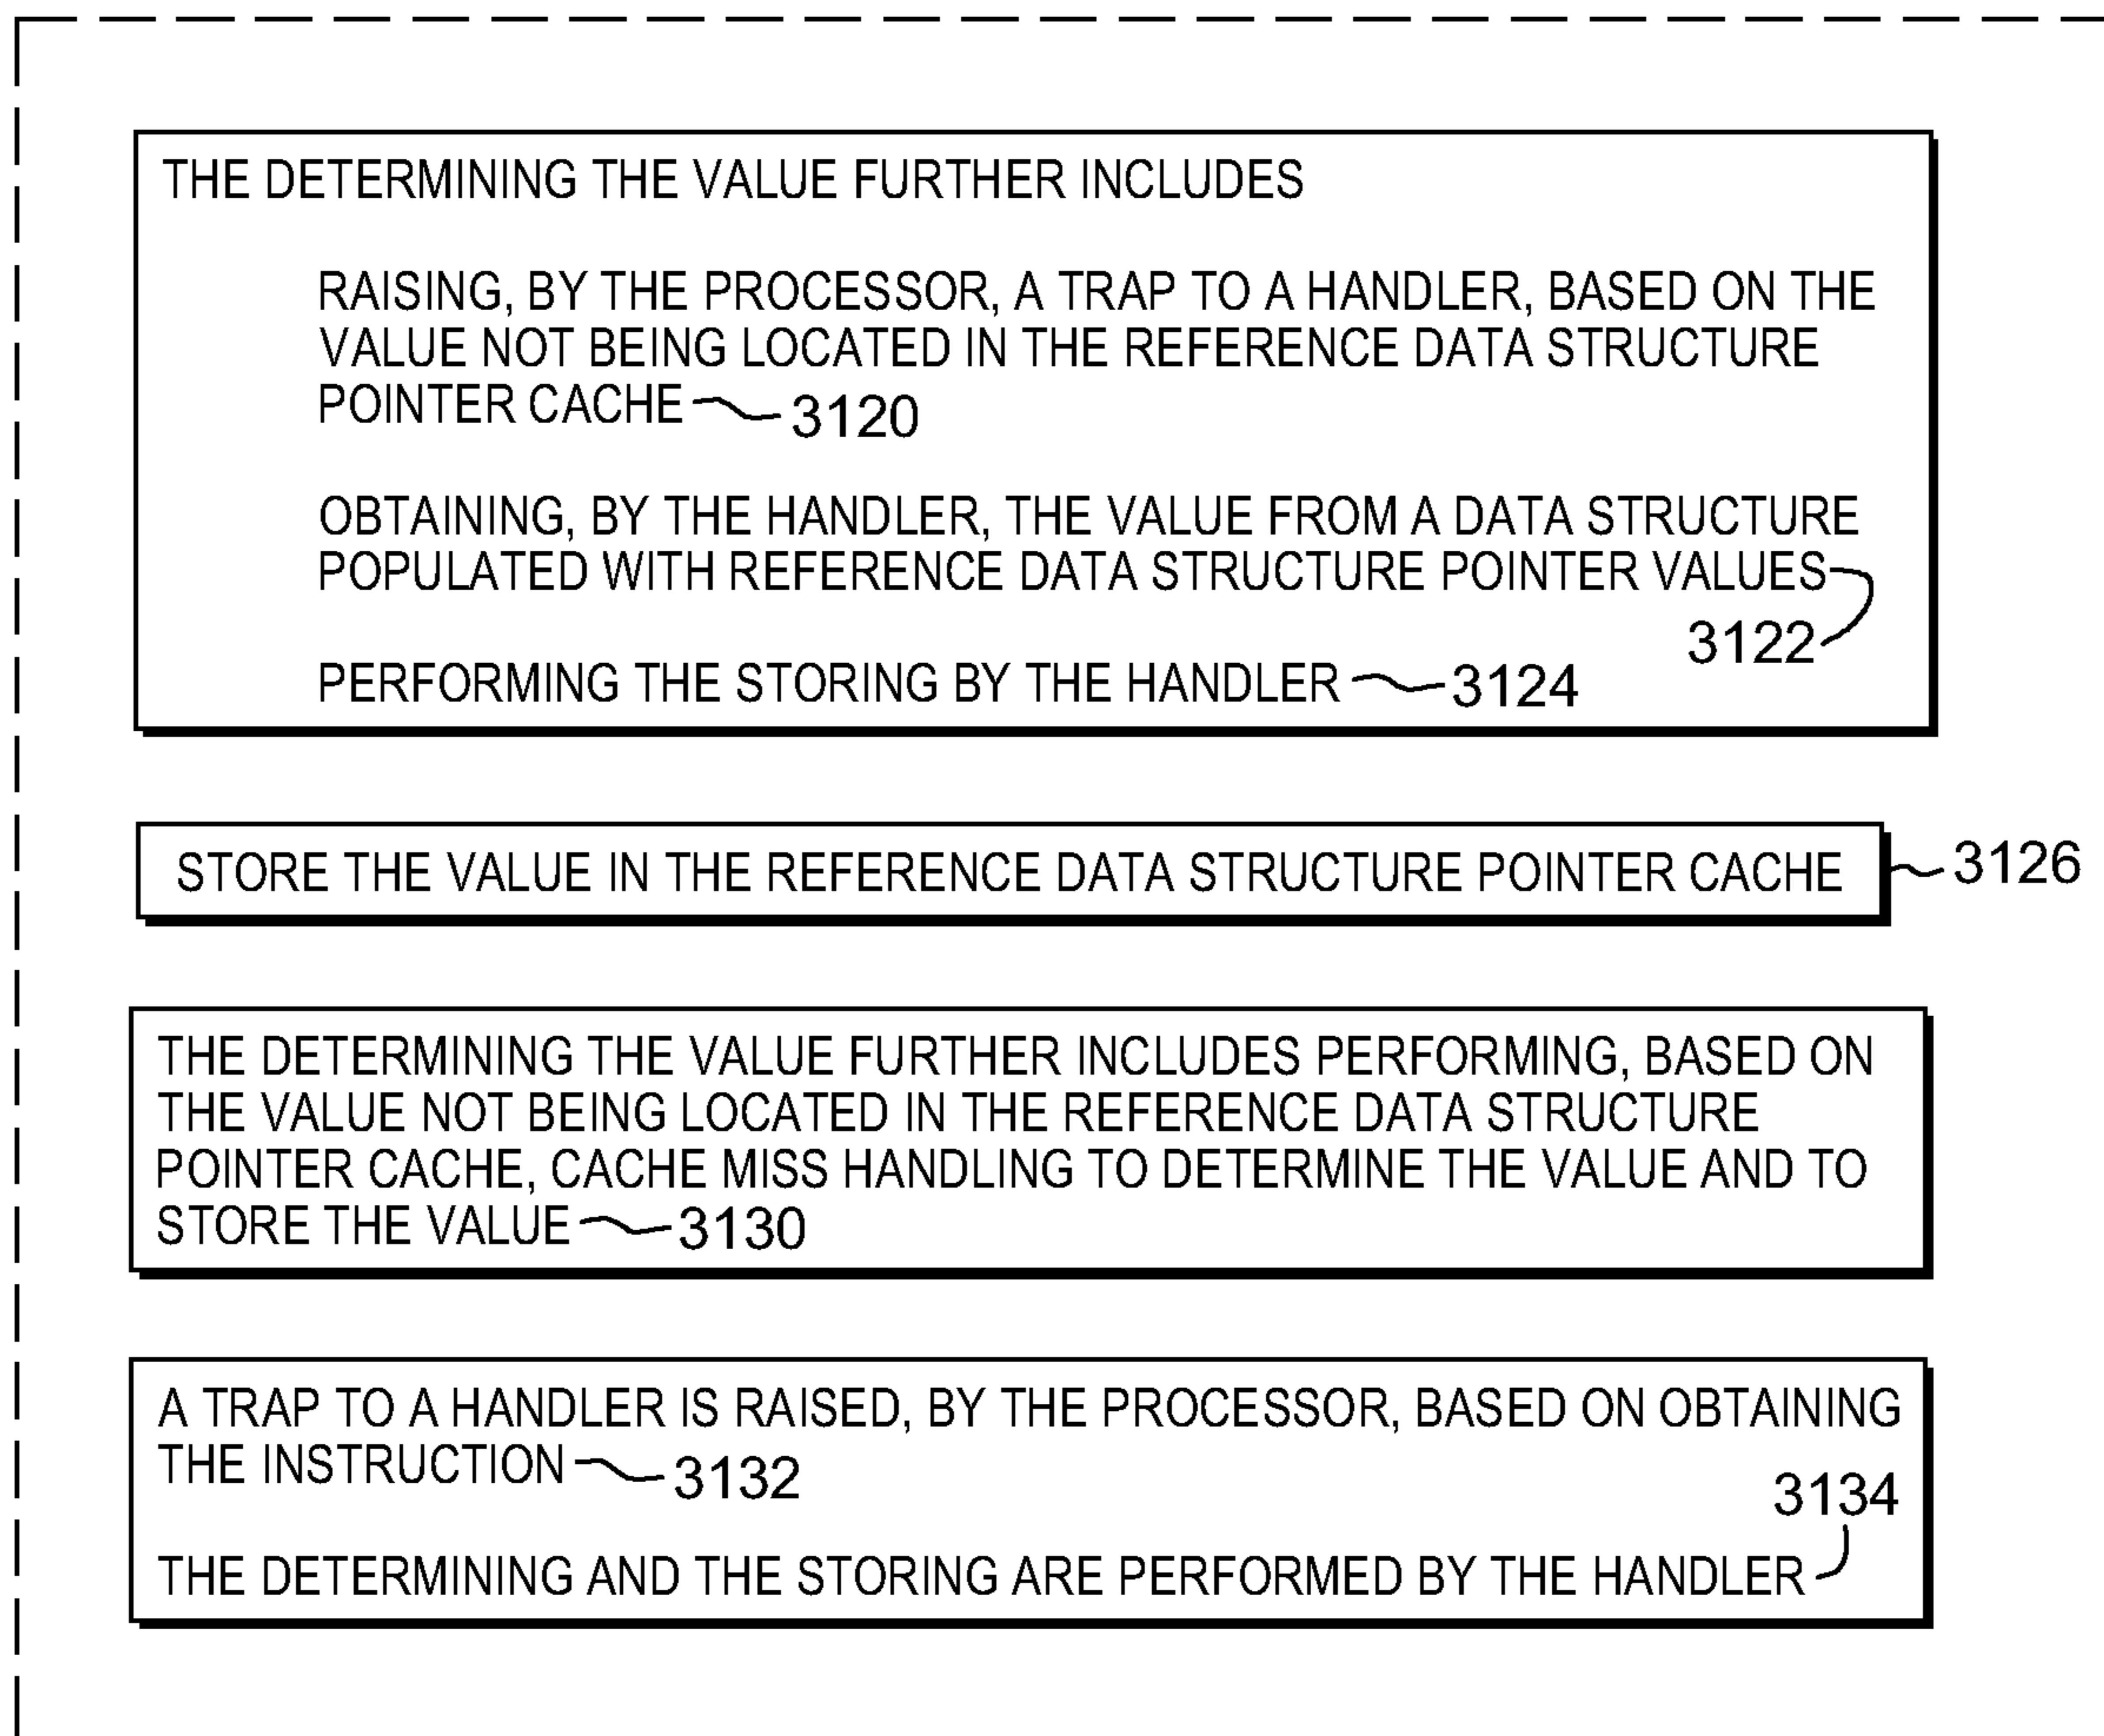 THE DETERMINING THE VALUE FURTHER INCLUDES
RAISING, BY THE PROCESSOR, A TRAP TO A HANDLER, BASED ON THE
VALUE NOT BEING LOCATED IN THE REFERENCE DATA STRUCTURE
POINTER CACHE 3120
OBTAINING, BY THE HANDLER, THE VALUE FROM A DATA STRUCTURE
POPULATED WITH REFERENCE DATA STRUCTURE POINTER VALUES
3122
PERFORMING THE STORING BY THE HANDLER 3124
STORE THE VALUE IN THE REFERENCE DATA STRUCTURE POINTER CACHE 3126
THE DETERMINING THE VALUE FURTHER INCLUDES PERFORMING, BASED ON
THE VALUE NOT BEING LOCATED IN THE REFERENCE DATA STRUCTURE
POINTER CACHE, CACHE MISS HANDLING TO DETERMINE THE VALUE AND TO
STORE THE VALUE 3130
A TRAP TO A HANDLER IS RAISED, BY THE PROCESSOR, BASED ON OBTAINING
THE INSTRUCTION 3132
3134
THE DETERMINING AND THE STORING ARE PERFORMED BY THE HANDLER